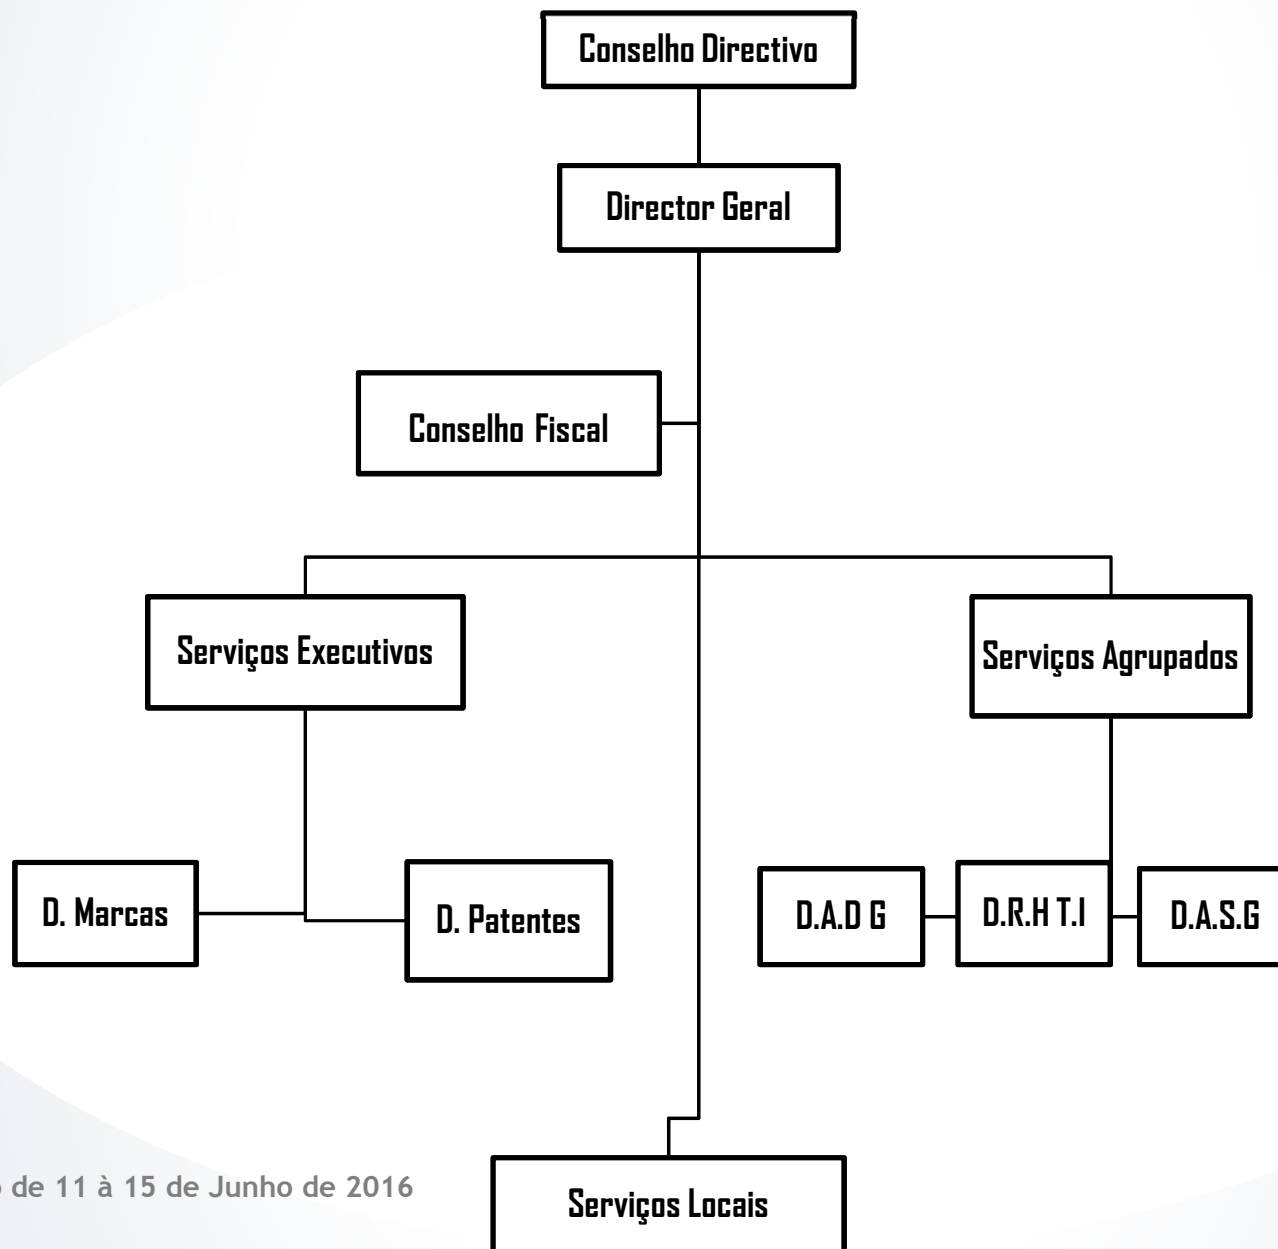 Conselho Directivo
Director Geral
Conselho Fiscal
Serviços Executivos
Serviços Agrupados
D. Marcas
D. Patentes
D.A.D G
D.R.H T.I
D.A.S.G
de 11 à 15 de Junho de 2016
Serviços Locais